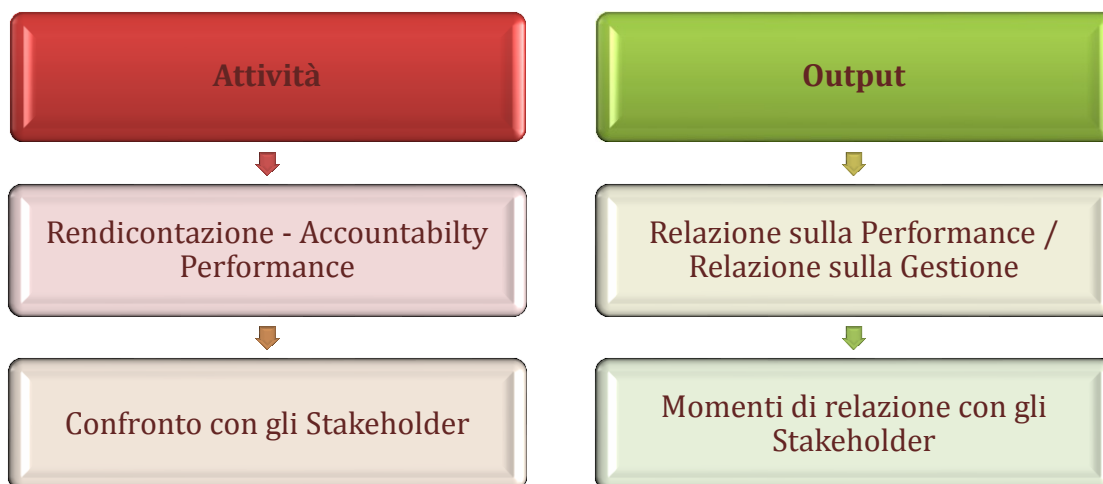 Attività
Rendicontazione - Accountabilty
Performance
Confronto con gli Stakeholder
Output
Relazione sulla Performance /
Relazione sulla Gestione
Momenti di relazione con gli
Stakeholder